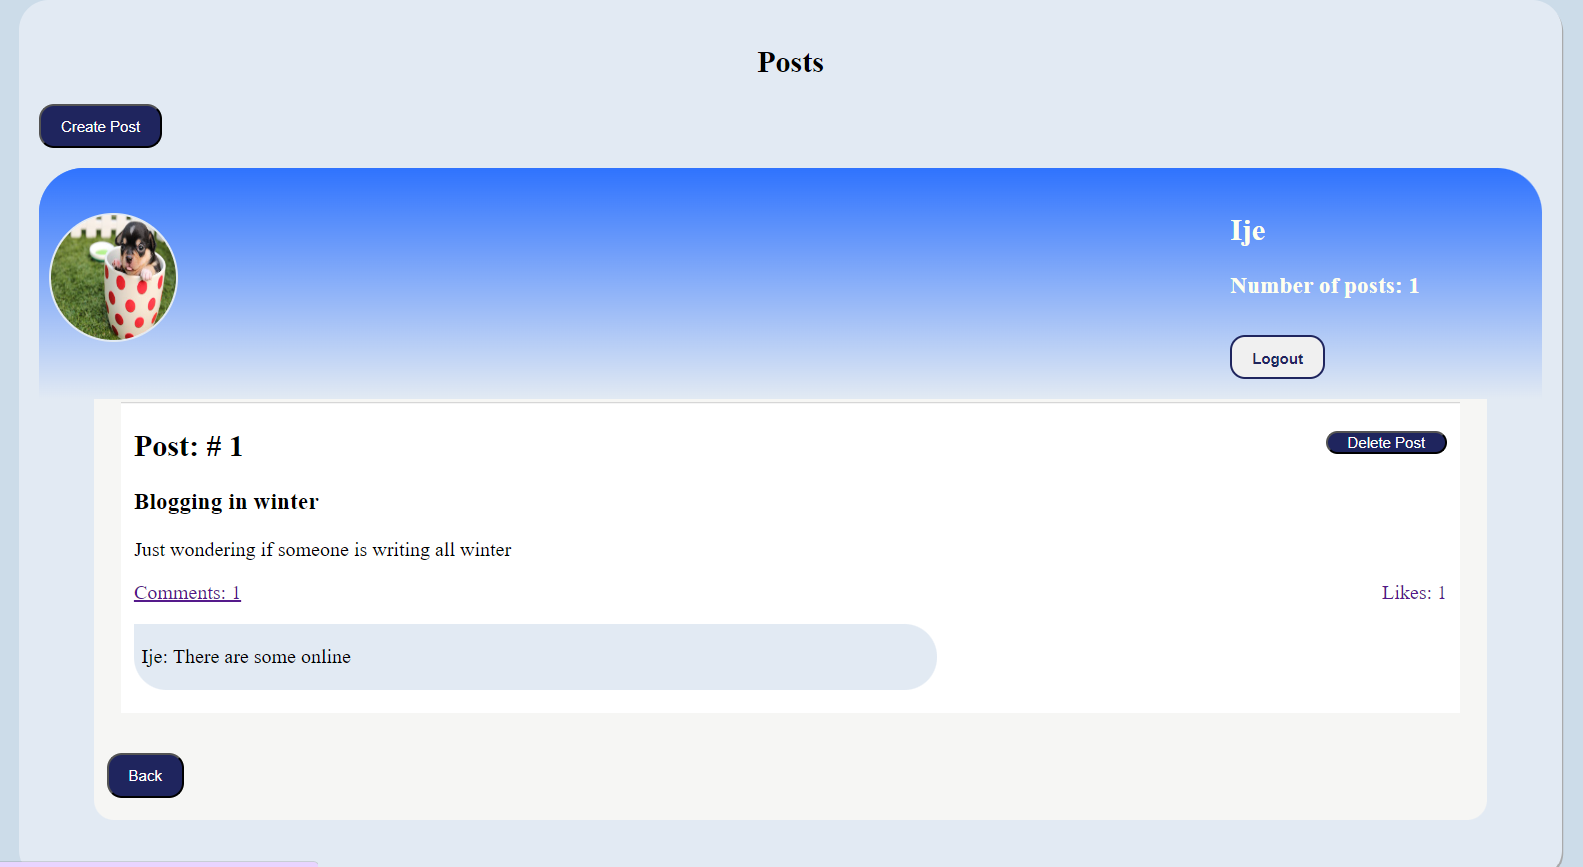 Posts
Create Post
Ije
Number of posts: 1
Logout
Post: # 1
Delete Post
Blogging in winter
Just wondering if someone is writing all winter
Comments: 1
Likes: 1
Ije: There are some online
Back